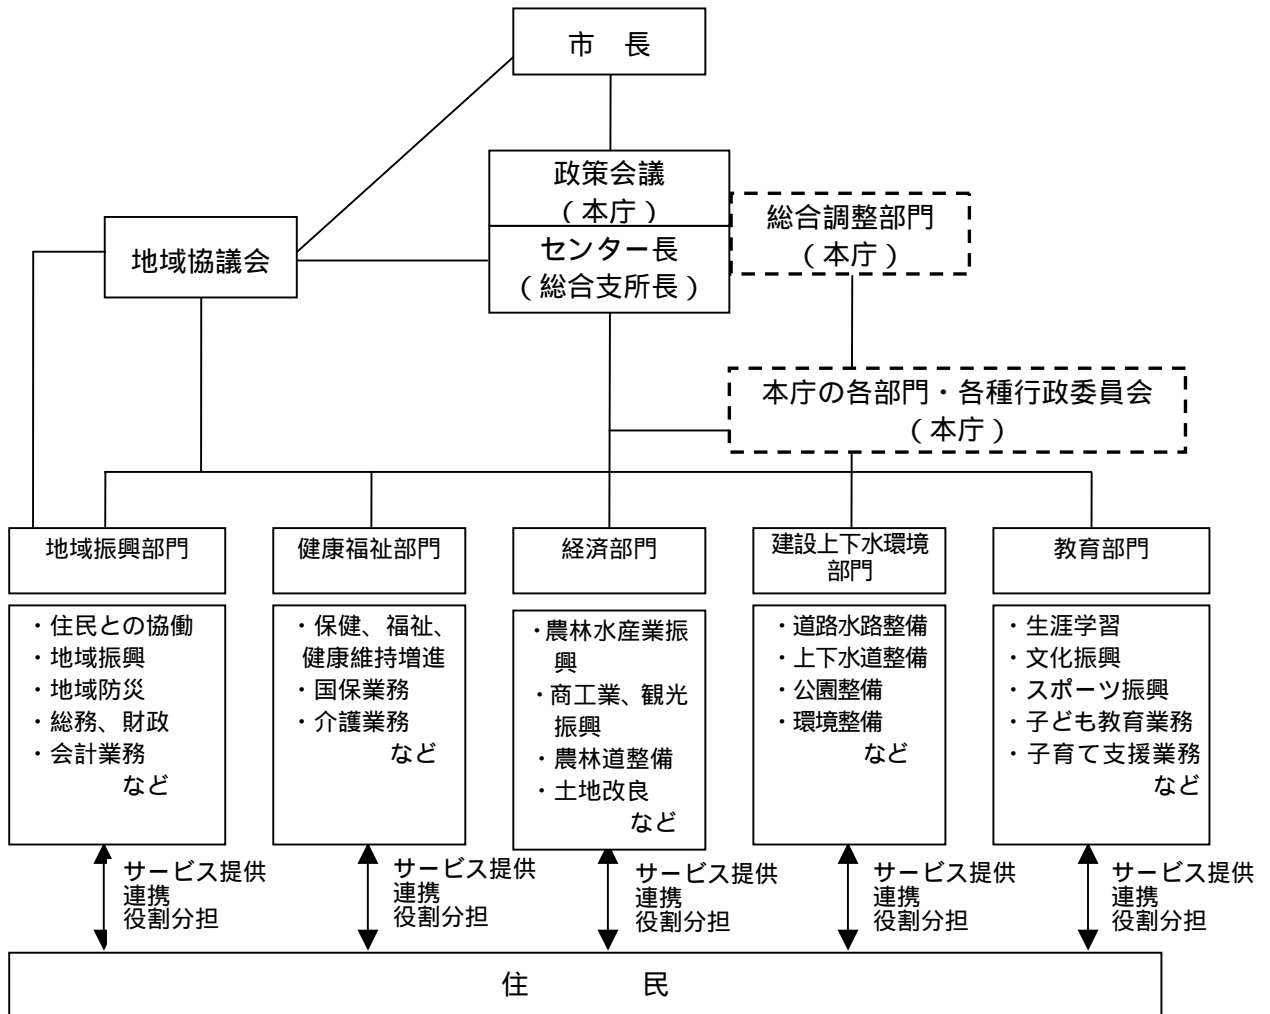 市　長
政策会議
（本庁）
センター長
（総合支所長）
総合調整部門
（本庁）
地域協議会
本庁の各部門・各種行政委員会
（本庁）
地域振興部門
健康福祉部門
経済部門
建設上下水環境
部門
教育部門
・住民との協働
・地域振興
・地域防災
・総務、財政
・会計業務
など
・保健、福祉、
健康維持増進
・国保業務
・介護業務
など
・農林水産業振
興
・商工業、観光
振興
・農林道整備
・土地改良
など
・道路水路整備
・上下水道整備
・公園整備
・環境整備
など
・生涯学習
・文化振興
・スポーツ振興
・子ども教育業務
・子育て支援業務
など
サービス提供
連携
役割分担
サービス提供
連携
役割分担
サービス提供
連携
役割分担
サービス提供
連携
役割分担
サービス提供
連携
役割分担
住　　　　民